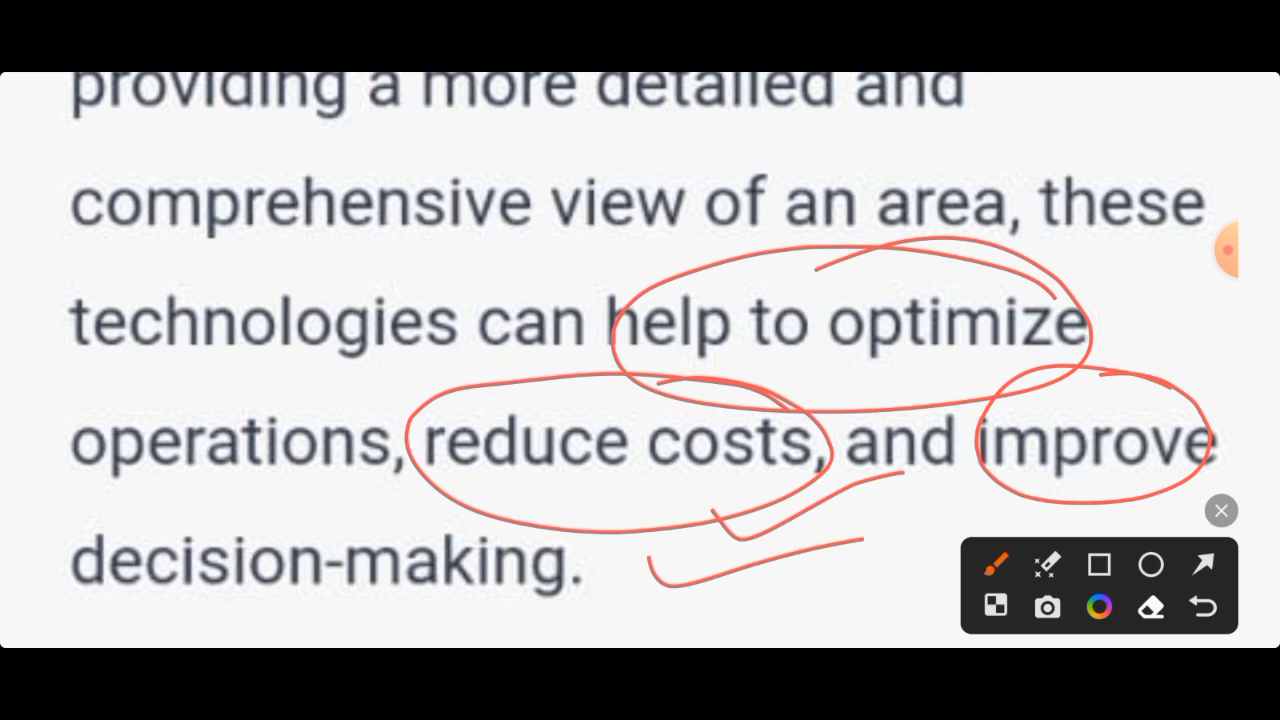 providing a more detailed and
comprehensive view of an area, these
technologies can help to optimize
operations, reduce costs, and improve
decision-making.